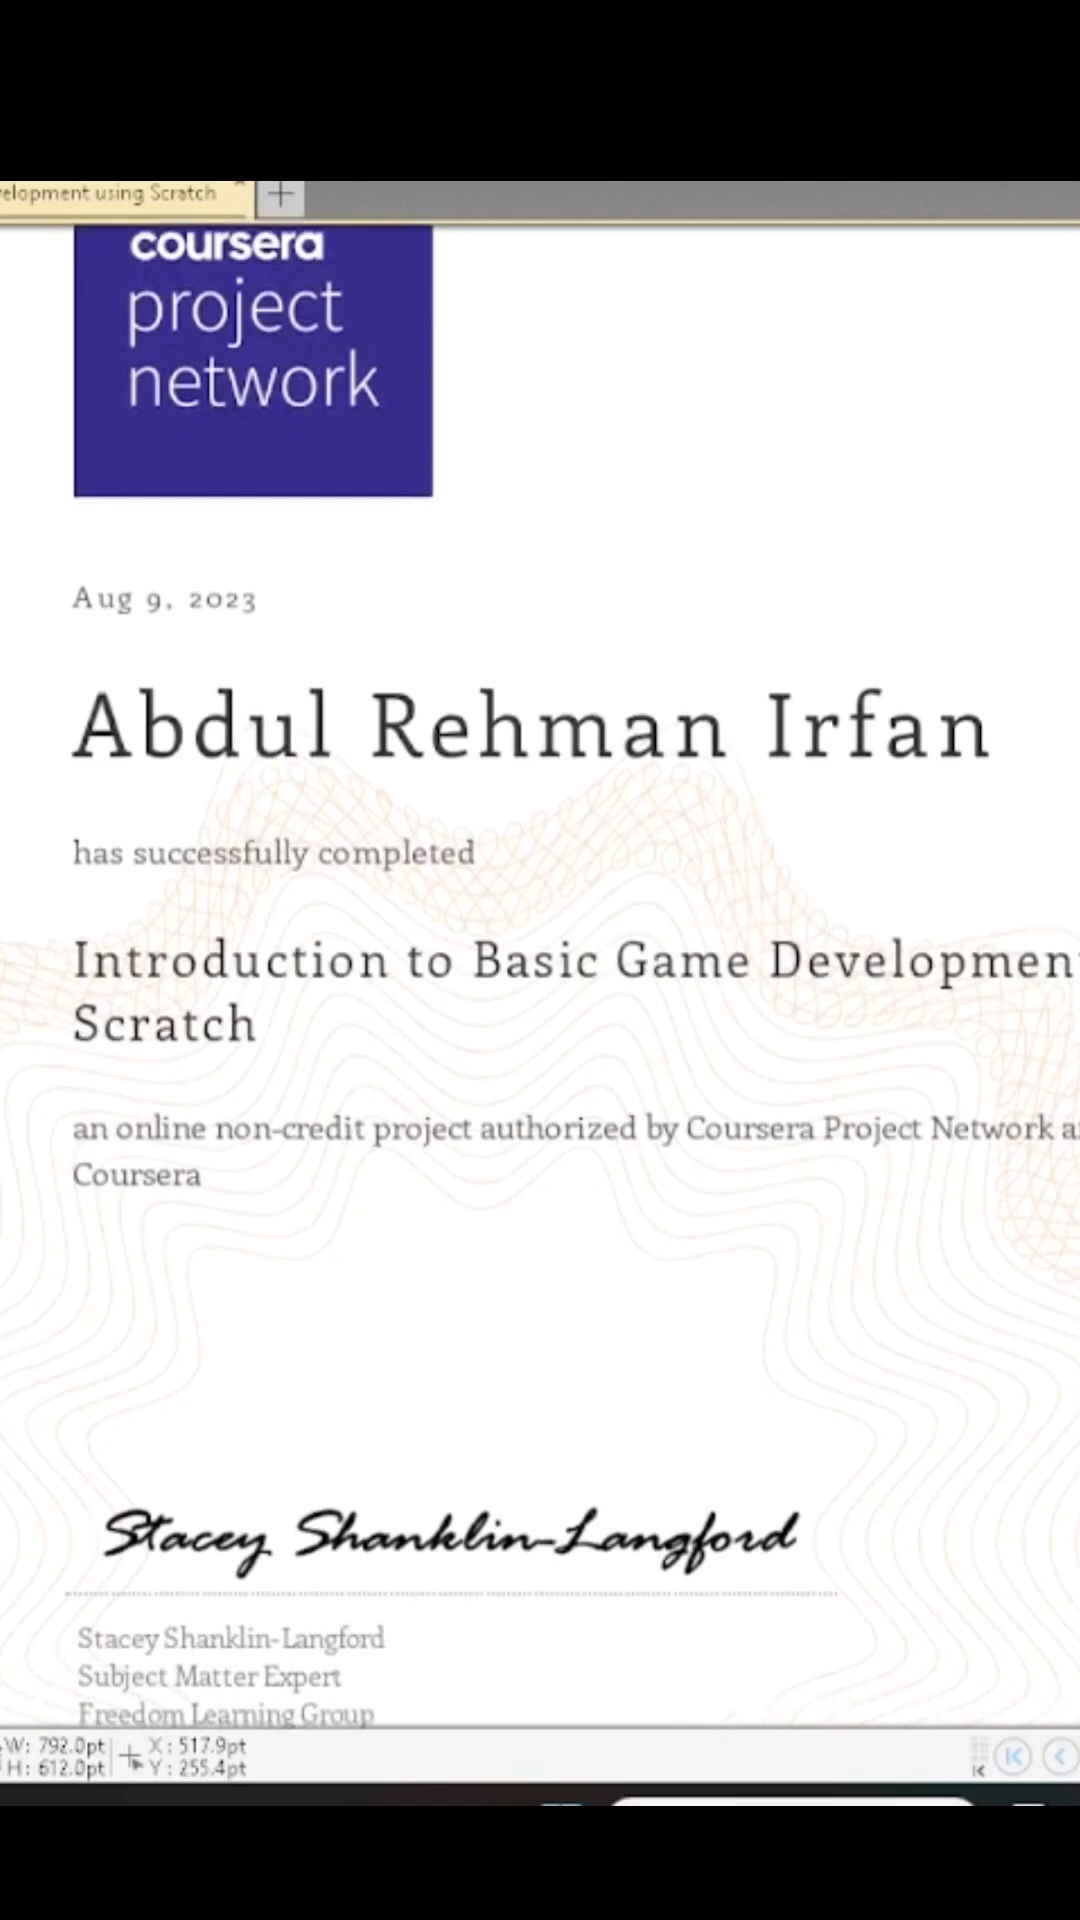 velopment using Scratch
coursera
project
network
Aug 9, 2023
Abdul Rehman Irfan
has successfully completed
Introduction to Basic Game Developmen
Scratch
an online non-credit project authorized by Coursera Project Network a
Coursera
Stacey Shanklin-Langford
Stacey Shanklin-Langford
Subject Matter Expert
Freedom Learning Group
W: 792.0pt X: 517.9pt
H: 612.0pt Y: 255.4pt